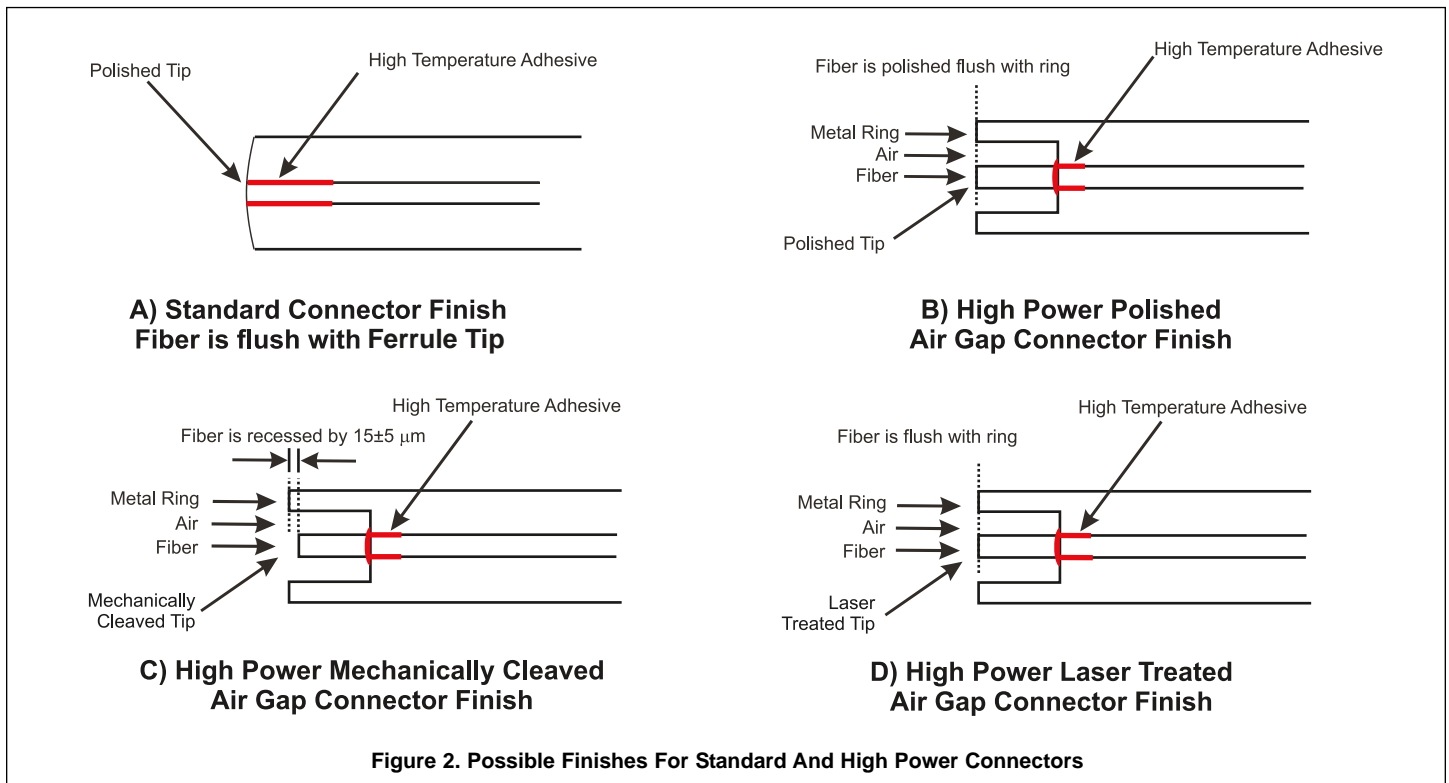 Polished Tip
High Temperature Adhesive
A) Standard Connector Finish
Fiber is flush with Ferrule Tip
High Temperature Adhesive
Fiber is polished flush with ring
Metal Ring
Air
Fiber
Polished Tip
B) High Power Polished
Air Gap Connector Finish
High Temperature Adhesive
Fiber is recessed by 15±5 µm
Metal Ring
Air
Fiber
Mechanically
Cleaved Tip
C) High Power Mechanically Cleaved
Air Gap Connector Finish
High Temperature Adhesive
Fiber is flush with ring
Metal Ring
Air
Fiber
Laser
Treated Tip
D) High Power Laser Treated
Air Gap Connector Finish
Figure 2. Possible Finishes For Standard And High Power Connectors